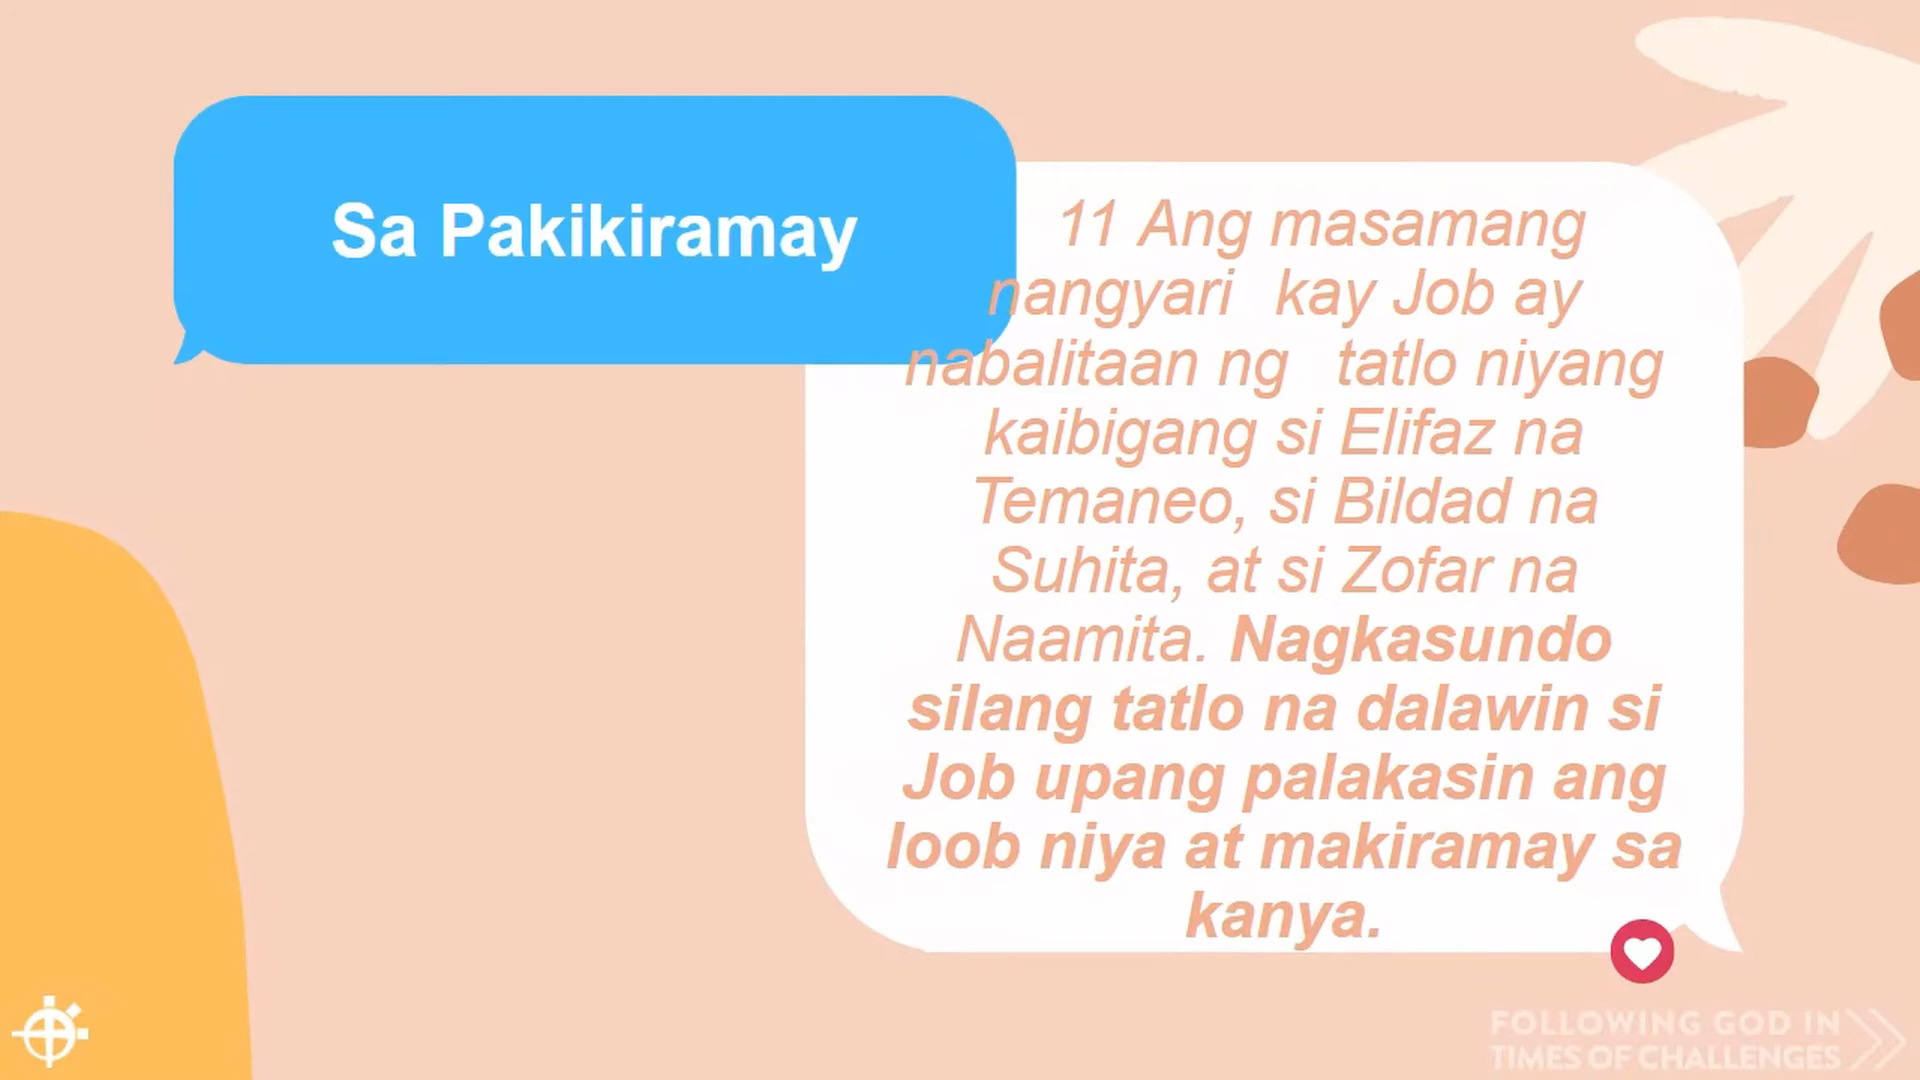 Sa Pakikiramay
11 Ang masamang
nangyari kay Job ay
nabalitaan ng tatlo niyang
kaibigang si Elifaz na
Temaneo, si Bildad na
Suhita, at si Zofar na
Naamita. Nagkasundo
silang tatlo na dalawin si
Job upang palakasin ang
loob niya at makiramay sa
kanya.
FOLLOWING GOD IN
TIMES OF CHALLENGES